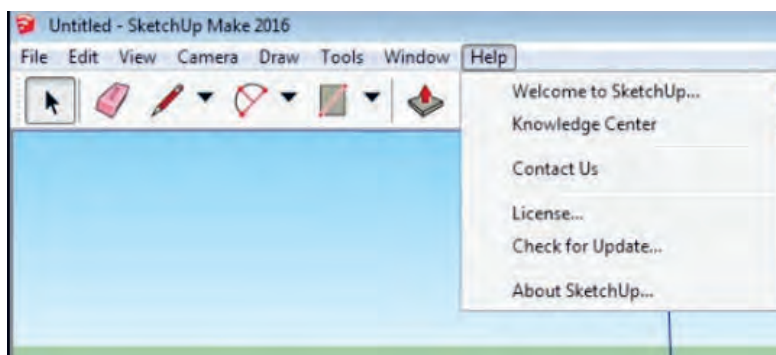 Untitled - SketchUp Make 2016
File Edit View Camera Draw Tools Window Help
Welcome to SketchUp...
Knowledge Center
Contact Us
License...
Check for Update...
About SketchUp...